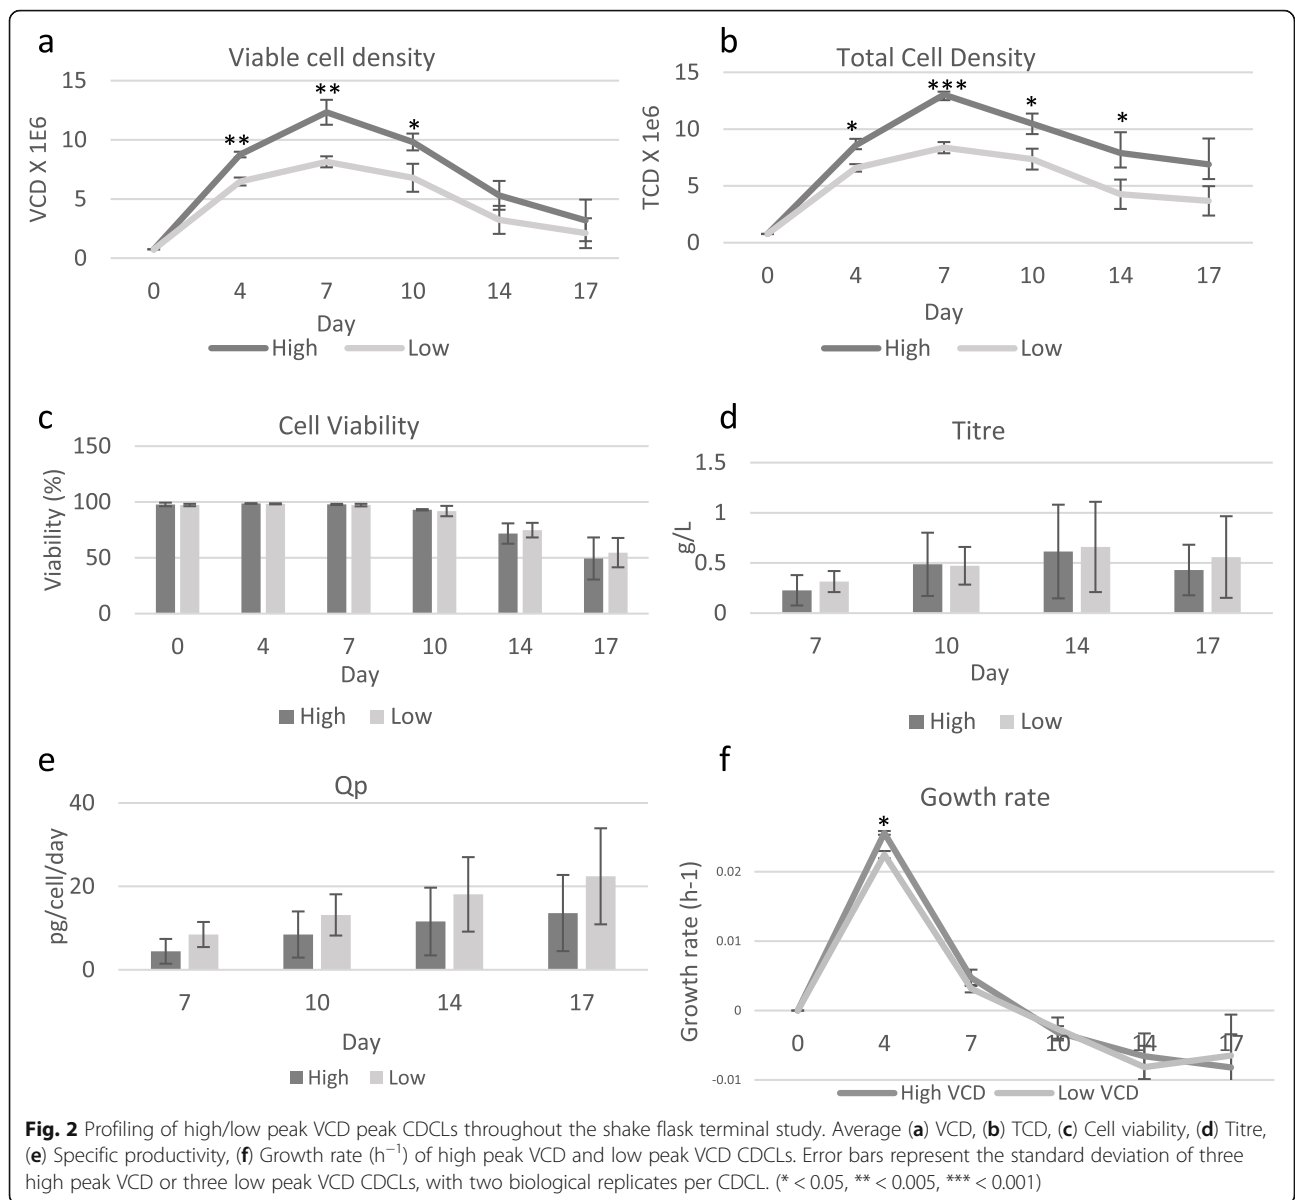 a
Viable cell density
VCD X 1E6
15
10
5
0
**
**
*
0 4 7 10 14 17
Day
High Low
b
Total Cell Density
TCD X 1e6
15
10
5
0
*
***
*
*
0 4 7 10 14 17
Day
High Low
c
Cell Viability
Viability (%)
150
100
50
0
0 4 7 10 14 17
Day
High Low
d
Titre
g/L
1.5
1
0.5
0
7 10 14 17
Day
High Low
e
Qp
pg/cell/day
40
20
0
7 10 14 17
Day
High Low
f
Gowth rate
Growth rate (h-1)
*
0.02
0.01
0
-0.01
0 4 7 10 14 17
High VCD Low VCD
Fig. 2 Profiling of high/low peak VCD peak CDCLs throughout the shake flask terminal study. Average (a) VCD, (b) TCD, (c) Cell viability, (d) Titre,
(e) Specific productivity, (f) Growth rate (h⁻¹) of high peak VCD and low peak VCD CDCLs. Error bars represent the standard deviation of three
high peak VCD or three low peak VCD CDCLs, with two biological replicates per CDCL. (* < 0.05, ** < 0.005, *** < 0.001)